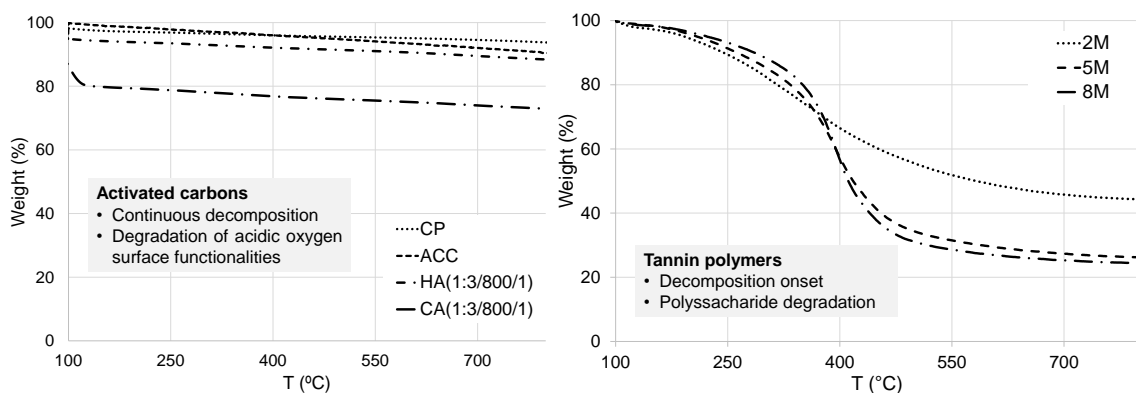 100
80
60
40
20
0
Weight (%)
Activated carbons
• Continuous decomposition
• Degradation of acidic oxygen
surface functionalities
CP
ACC
HA(1:3/800/1)
CA(1:3/800/1)
100
250
400
550
700
T (ºC)
100
80
60
40
20
0
Weight (%)
2M
5M
8M
Tannin polymers
• Decomposition onset
• Polyssacharide degradation
100
250
400
550
700
T (°C)